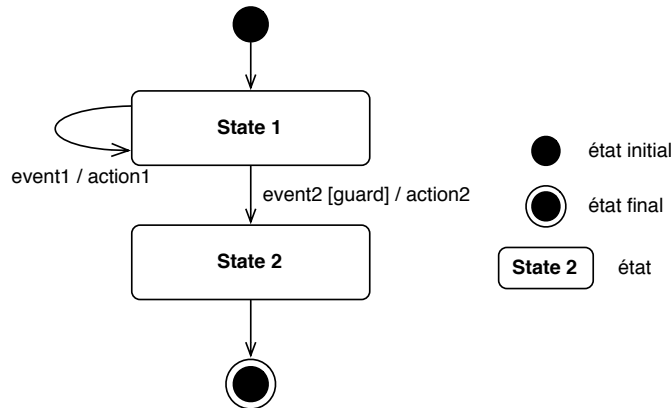 State 1
event1 / action1
event2 [guard] / action2
State 2
état initial
état final
State 2
état